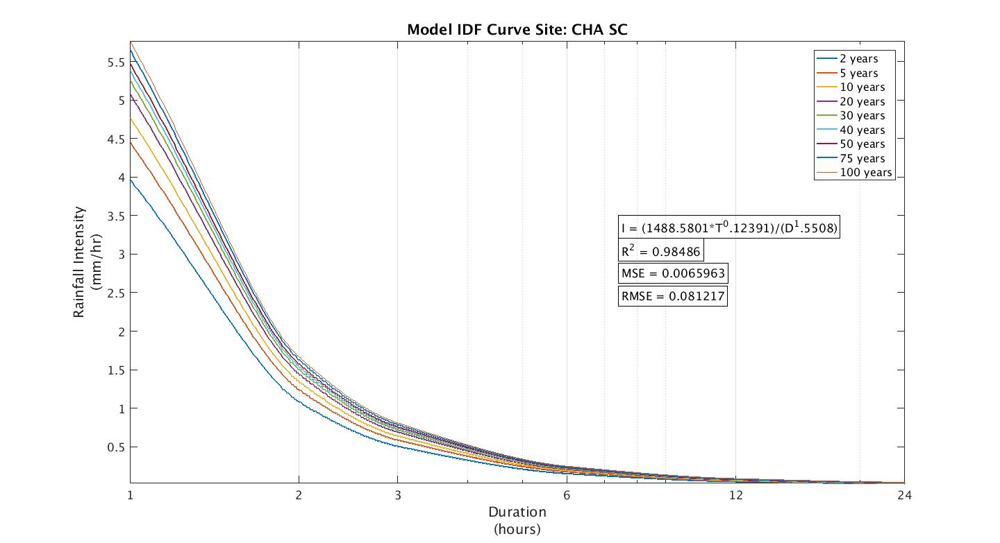 Model IDF Curve Site: CHA SC
5.5
5
4.5
4
3.5
3
2.5
2
1.5
1
0.5
Rainfall Intensity
(mm/hr)
2 years
5 years
10 years
20 years
30 years
40 years
50 years
75 years
100 years
I = (1488.5801*T⁰.12391)/(D¹.5508)
R² = 0.98486
MSE = 0.0065963
RMSE = 0.081217
1 2 3 6 12 24
Duration
(hours)